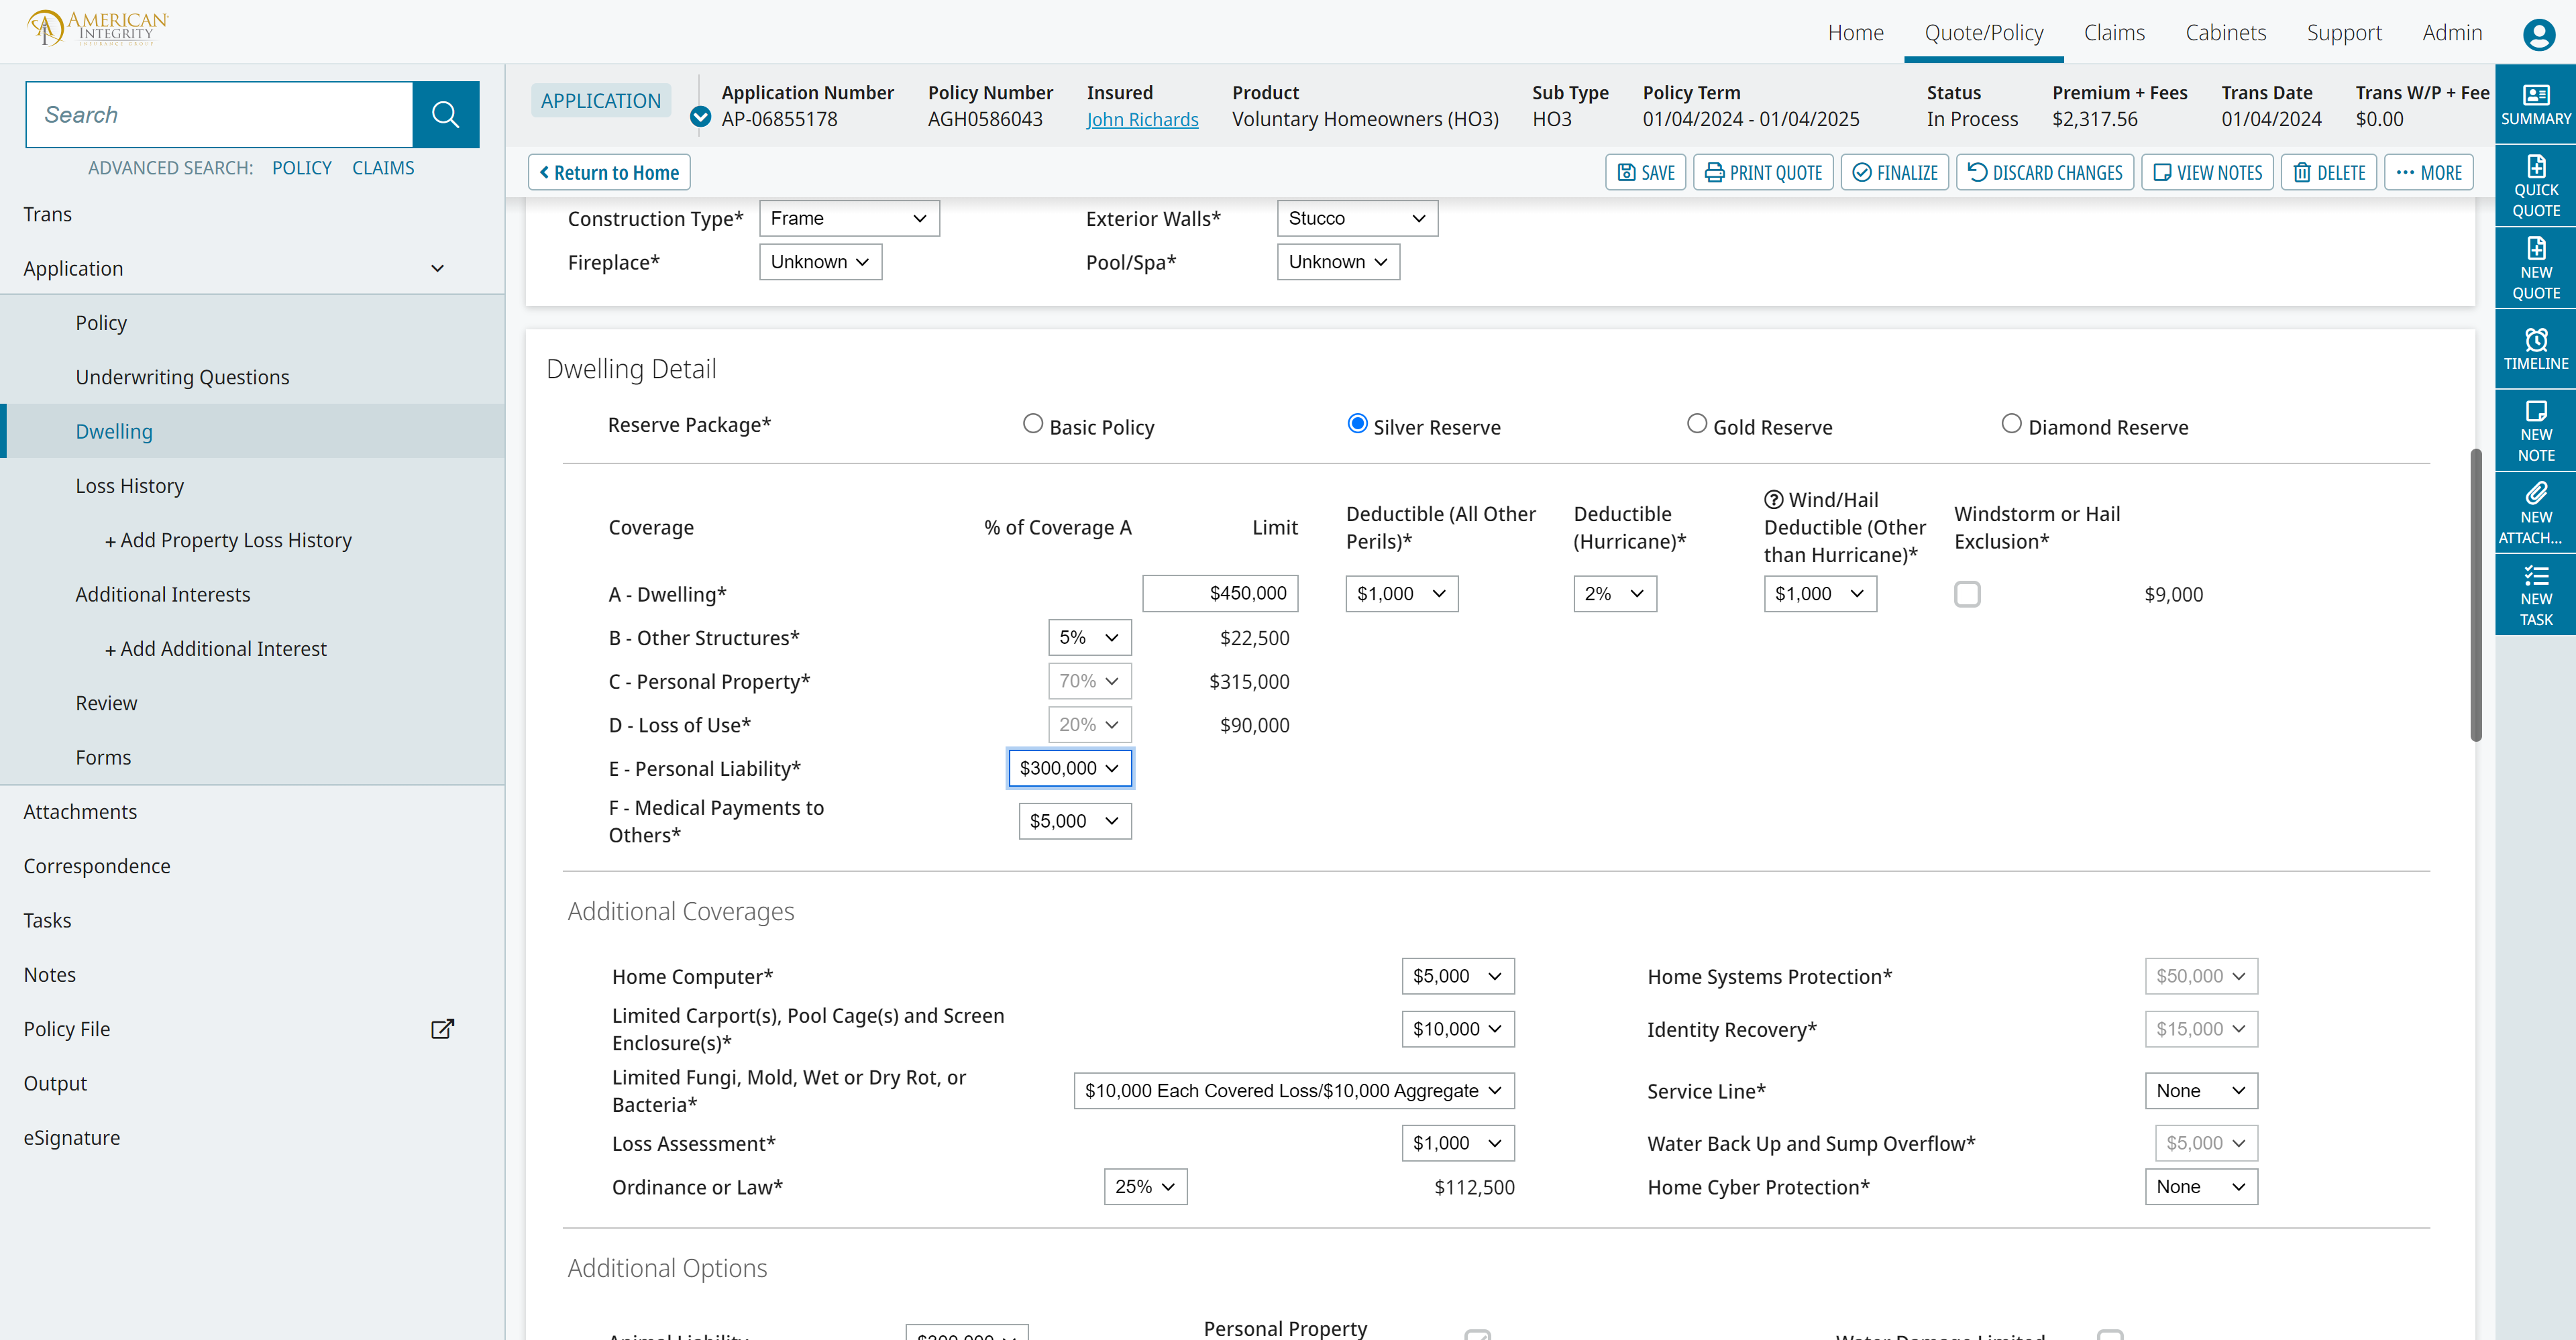 AMERICAN
INTEGRITY
INSURANCE GROUP
Home
Quote/Policy
Claims
Cabinets
Support
Admin
Search
ADVANCED SEARCH: POLICY CLAIMS
Trans
Application
Policy
Underwriting Questions
Dwelling
Loss History
+ Add Property Loss History
Additional Interests
+ Add Additional Interest
Review
Forms
Attachments
Correspondence
Tasks
Notes
Policy File
Output
eSignature
APPLICATION
Application Number
AP-06855178
Policy Number
AGH0586043
Insured
John Richards
Product
Voluntary Homeowners (HO3)
Sub Type
HO3
Policy Term
01/04/2024 - 01/04/2025
Status
In Process
Premium + Fees
$2,317.56
Trans Date
01/04/2024
Trans W/P + Fee
$0.00
Return to Home
SAVE
PRINT QUOTE
FINALIZE
DISCARD CHANGES
VIEW NOTES
DELETE
MORE
Construction Type* Frame Exterior Walls* Stucco
Fireplace* Unknown Pool/Spa* Unknown
Dwelling Detail
Reserve Package* Basic Policy Silver Reserve Gold Reserve Diamond Reserve
Coverage
% of Coverage A
Limit
Deductible (All Other
Perils)*
Deductible
(Hurricane)*
Wind/Hail
Deductible (Other
than Hurricane)*
Windstorm or Hail
Exclusion*
A - Dwelling* $450,000 $1,000 2% $1,000 $9,000
B - Other Structures* 5% $22,500
C - Personal Property* 70% $315,000
D - Loss of Use* 20% $90,000
E - Personal Liability* $300,000
F - Medical Payments to
Others*
$5,000
Additional Coverages
Home Computer* $5,000
Home Systems Protection* $50,000
Limited Carport(s), Pool Cage(s) and Screen
Enclosure(s)*
$10,000
Identity Recovery* $15,000
Limited Fungi, Mold, Wet or Dry Rot, or
Bacteria*
$10,000 Each Covered Loss/$10,000 Aggregate
Service Line* None
Loss Assessment* $1,000
Water Back Up and Sump Overflow* $5,000
Ordinance or Law* 25% $112,500
Home Cyber Protection* None
Additional Options
Animal Liability
$300,000
Personal Property
Water Damage Limited
SUMMARY
QUICK
QUOTE
NEW
QUOTE
TIMELINE
NEW
NOTE
NEW
ATTACH...
NEW
TASK